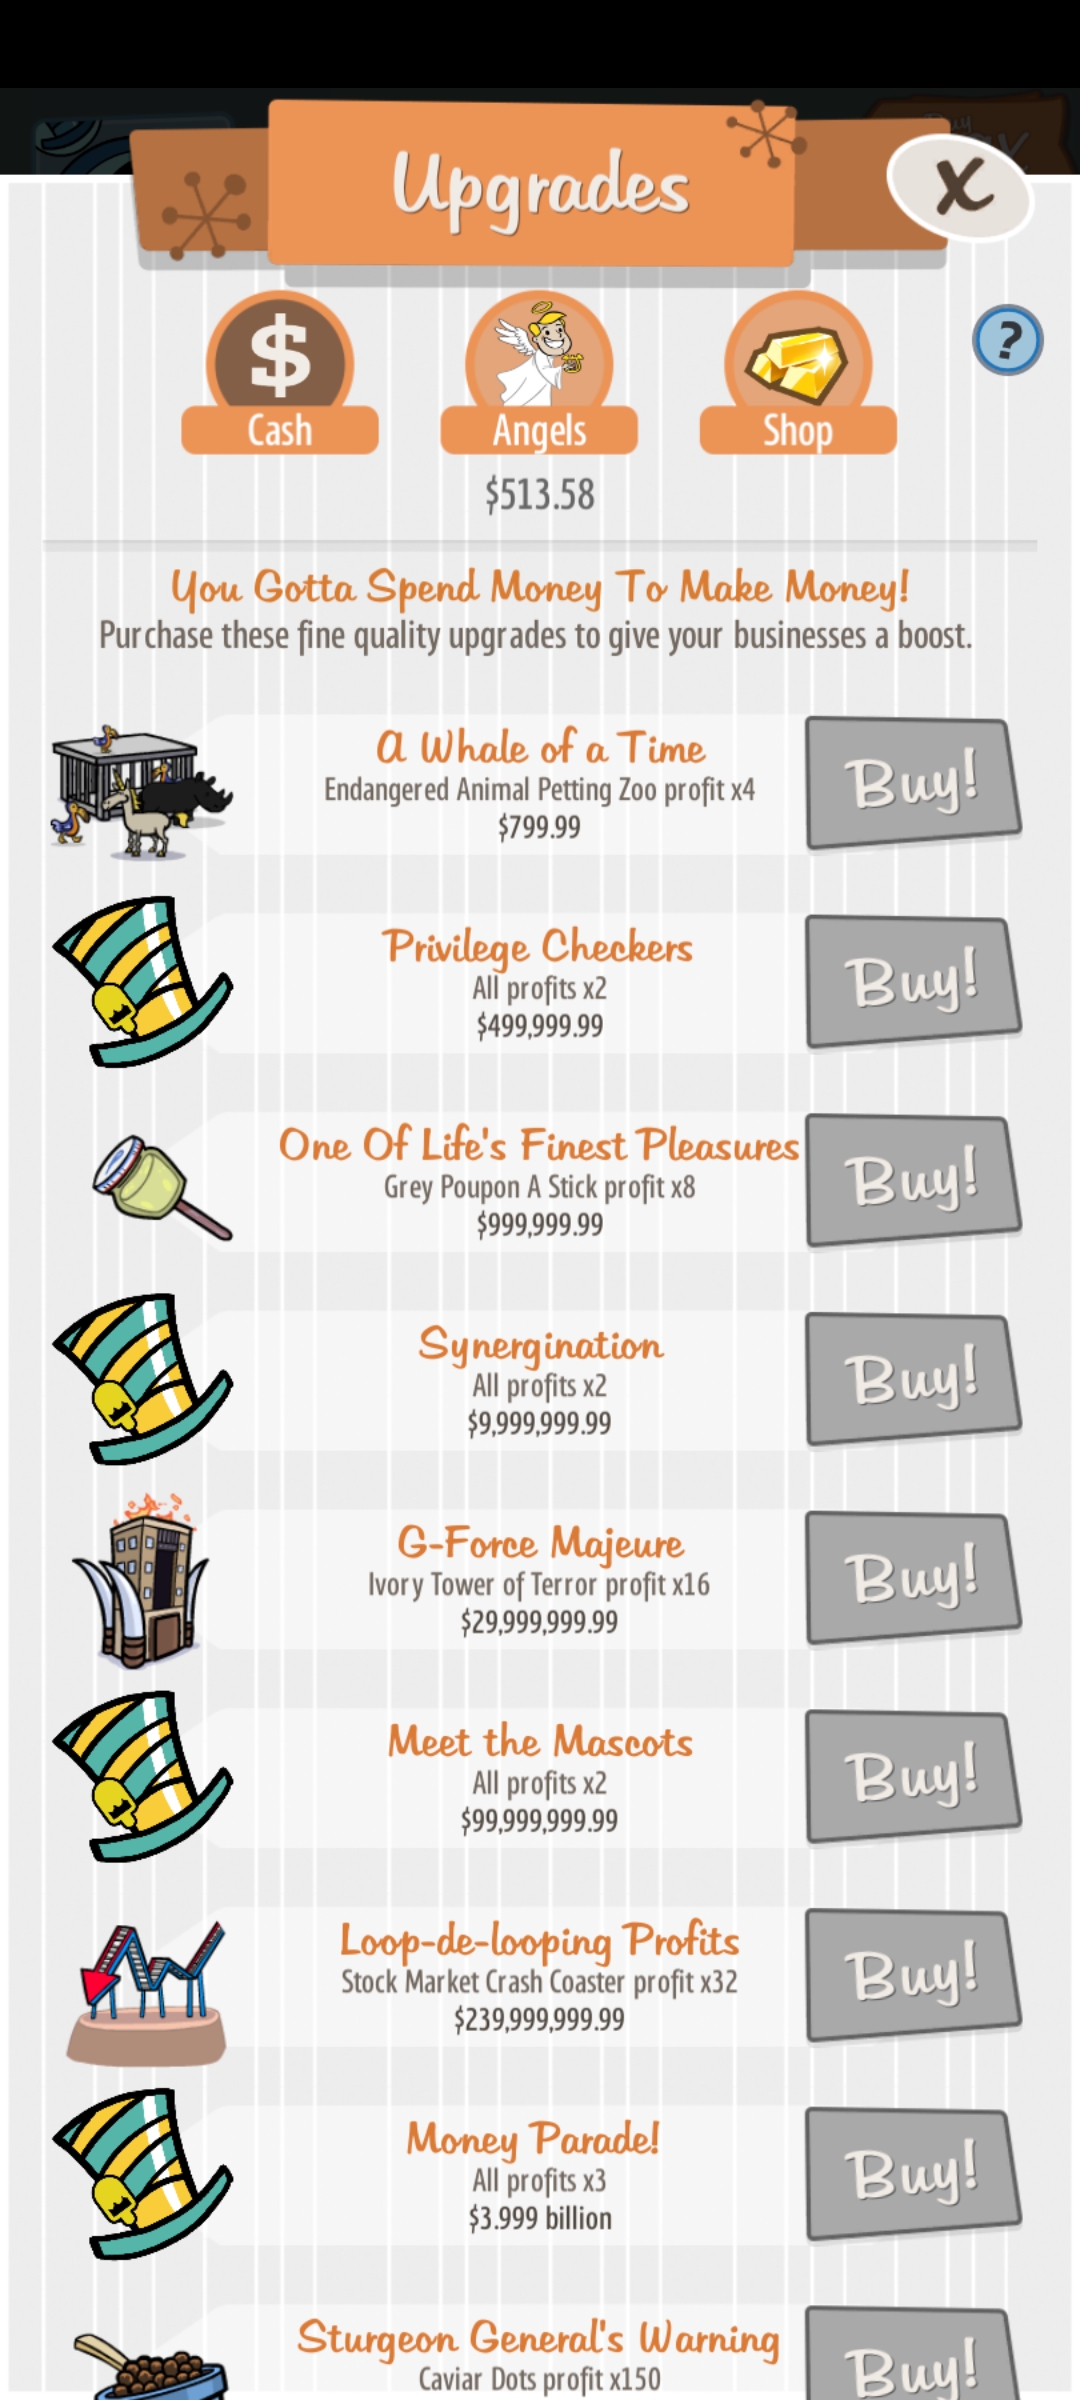 Upgrades
X
$
?
Cash
Angels
Shop
$513.58
You Gotta Spend Money To Make Money!
Purchase these fine quality upgrades to give your businesses a boost.
A Whale of a Time
Endangered Animal Petting Zoo profit x4
$799.99
Buy!
Privilege Checkers
All profits x2
$499,999.99
Buy!
One Of Life's Finest Pleasures
Grey Poupon A Stick profit x8
$999,999.99
Buy!
Synergination
All profits x2
$9,999,999.99
Buy!
G-Force Majeure
Ivory Tower of Terror profit x16
$29,999,999.99
Buy!
Meet the Mascots
All profits x2
$99,999,999.99
Buy!
Loop-de-looping Profits
Stock Market Crash Coaster profit x32
$239,999,999.99
Buy!
Money Parade!
All profits x3
$3.999 billion
Buy!
Sturgeon General's Warning
Caviar Dots profit x150
Buy!